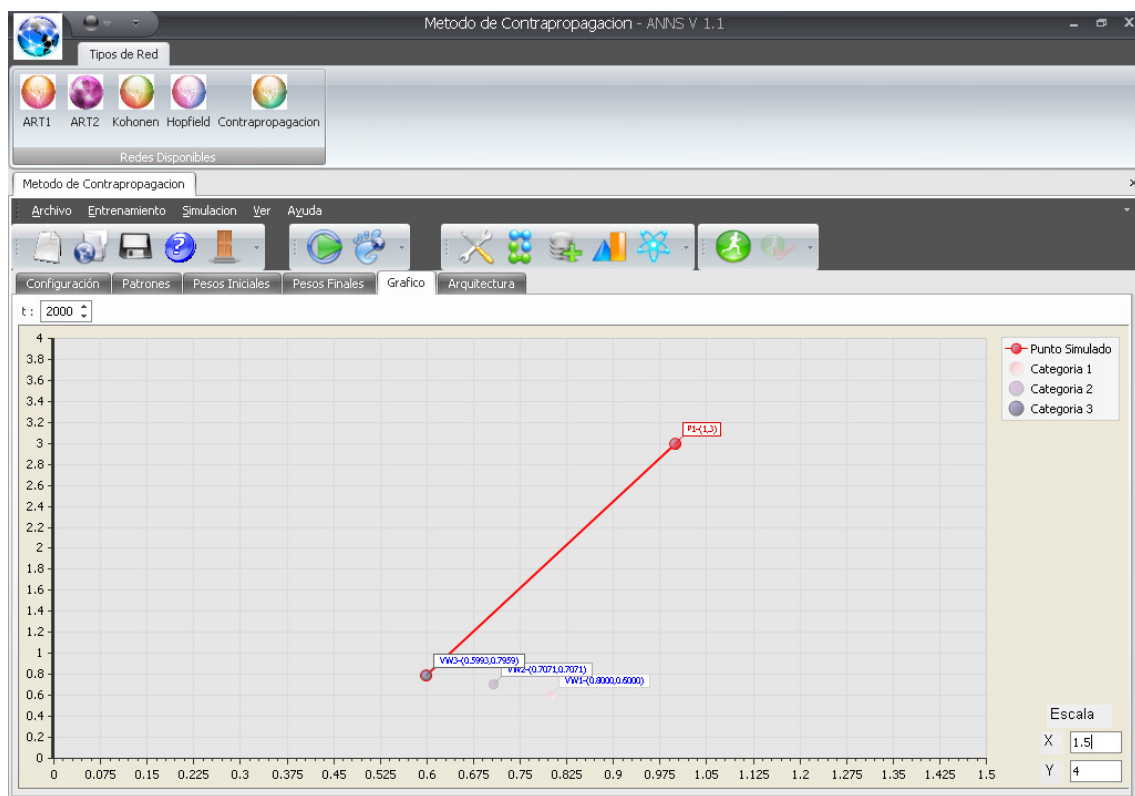 Metodo de Contrapropagacion - ANNS V 1.1
Tipos de Red
ART1 ART2 Kohonen Hopfield Contrapropagacion
Redes Disponibles
Metodo de Contrapropagacion
Archivo Entrenamiento Simulacion Ver Ayuda
Configuración Patrones Pesos Iniciales Pesos Finales Grafico Arquitectura
t : 2000
4
3.8
3.6
3.4
3.2
3
2.8
2.6
2.4
2.2
2
1.8
1.6
1.4
1.2
1
0.8
0.6
0.4
0.2
0
P1-(1,3)
VW3-(0.5993,0.7959)
VW2-(0.7071,0.7071)
VW1-(0.8000,0.6000)
0 0.075 0.15 0.225 0.3 0.375 0.45 0.525 0.6 0.675 0.75 0.825 0.9 0.975 1.05 1.125 1.2 1.275 1.35 1.425 1.5
Punto Simulado
Categoria 1
Categoria 2
Categoria 3
Escala
X 1.5
Y 4